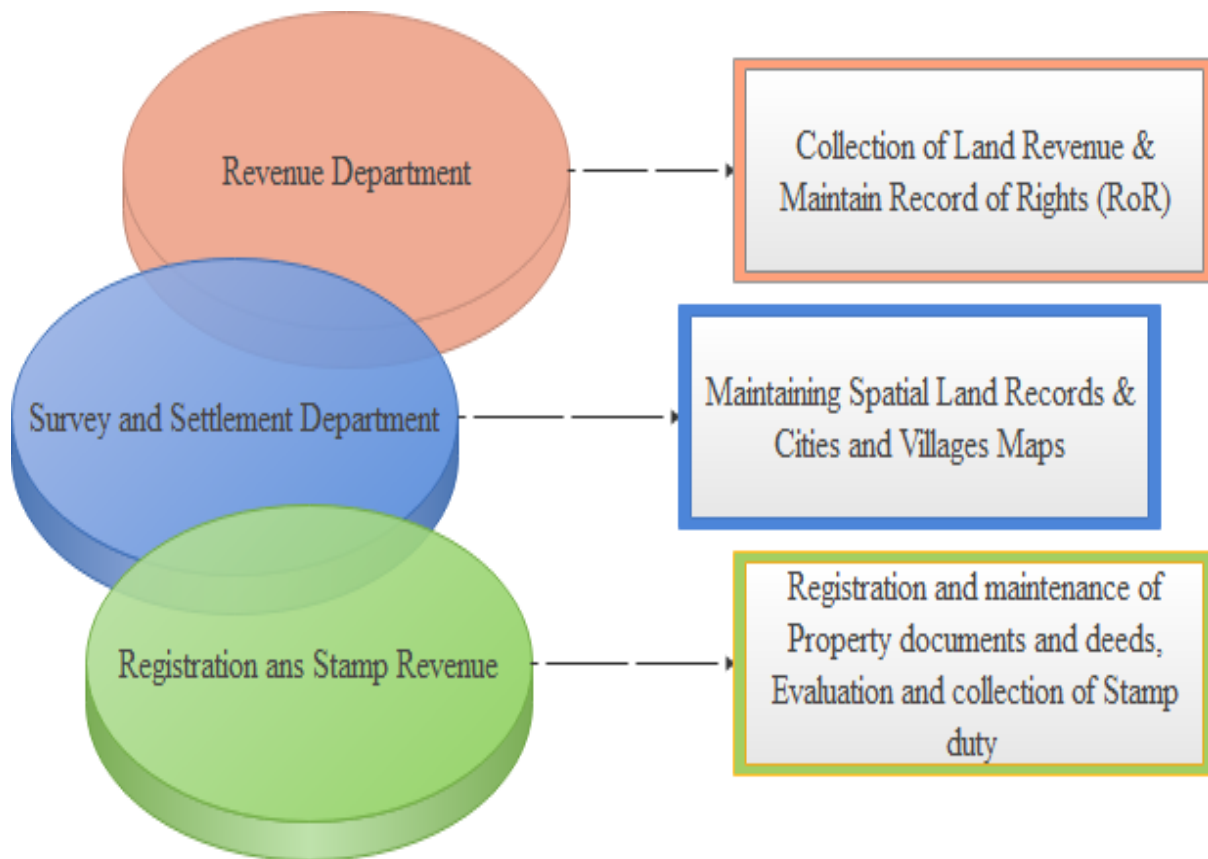 Revenue Department
Collection of Land Revenue &
Maintain Record of Rights (RoR)
Survey and Settlement Department
Maintaining Spatial Land Records &
Cities and Villages Maps
Registration ans Stamp Revenue
Registration and maintenance of
Property documents and deeds,
Evaluation and collection of Stamp
duty